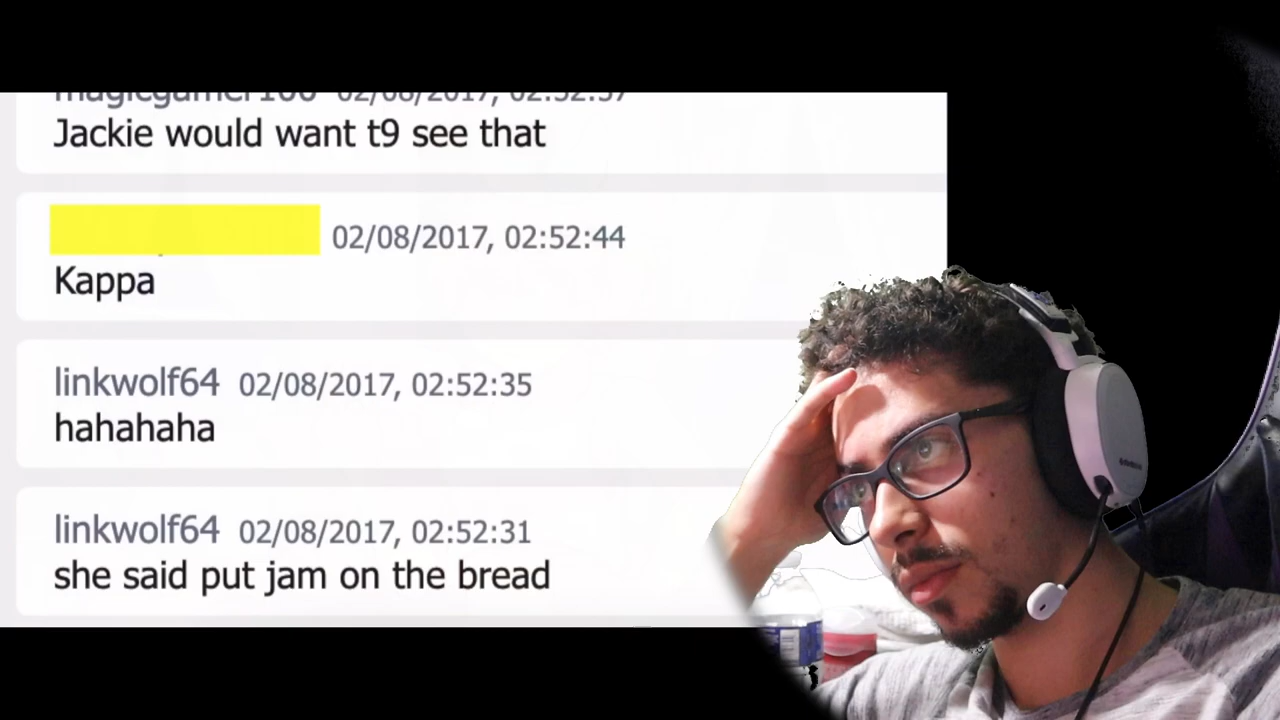 magicgamer100 02/08/2017, 02:52:57
Jackie would want t9 see that
02/08/2017, 02:52:44
Kappa
linkwolf64 02/08/2017, 02:52:35
hahahaha
linkwolf64 02/08/2017, 02:52:31
she said put jam on the bread